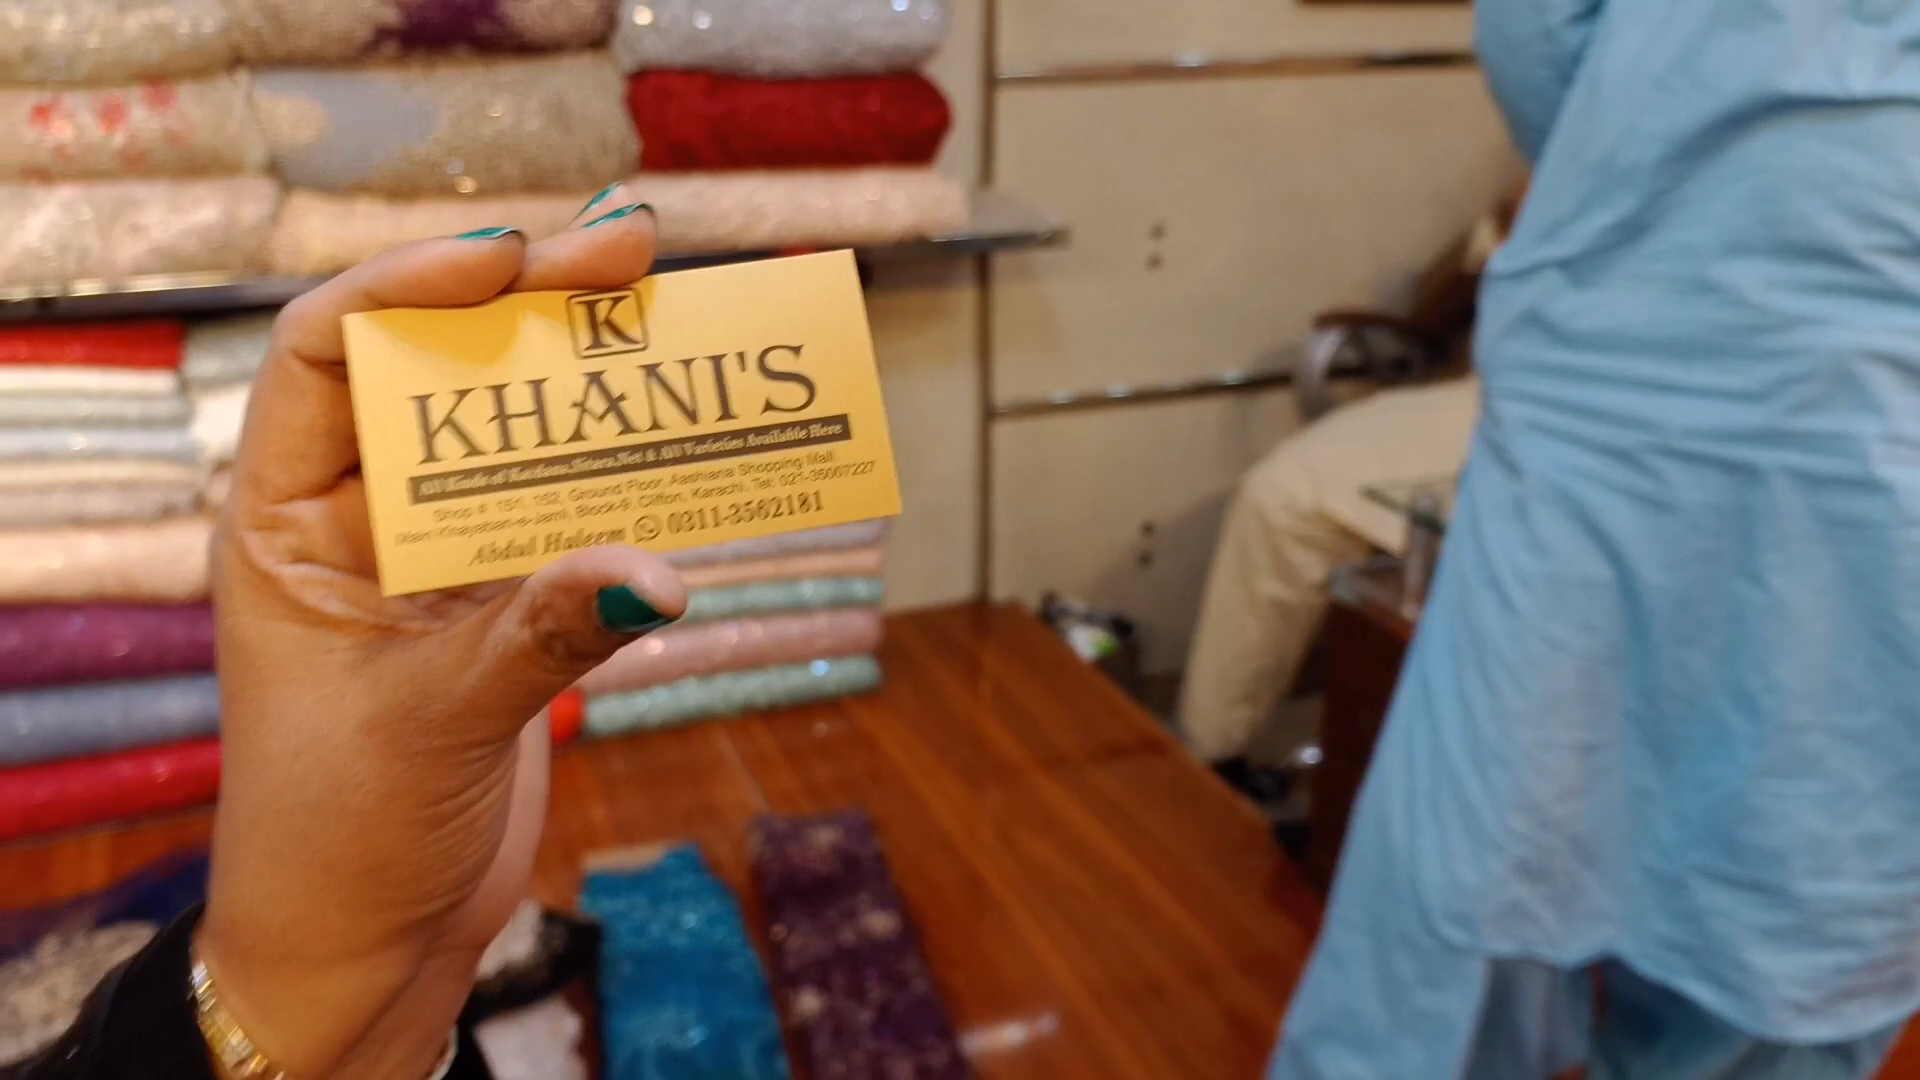 K
KHANI'S
All Kinds of Katdana,Sitara,Net & All Varieties Available Here
Shop # 151, 152, Ground Floor, Aashiana Shopping Mall
Main Khayaban-e-Jami, Block-9, Clifton, Karachi. Tel: 021-35007227
Abdul Haleem 0311-3562181